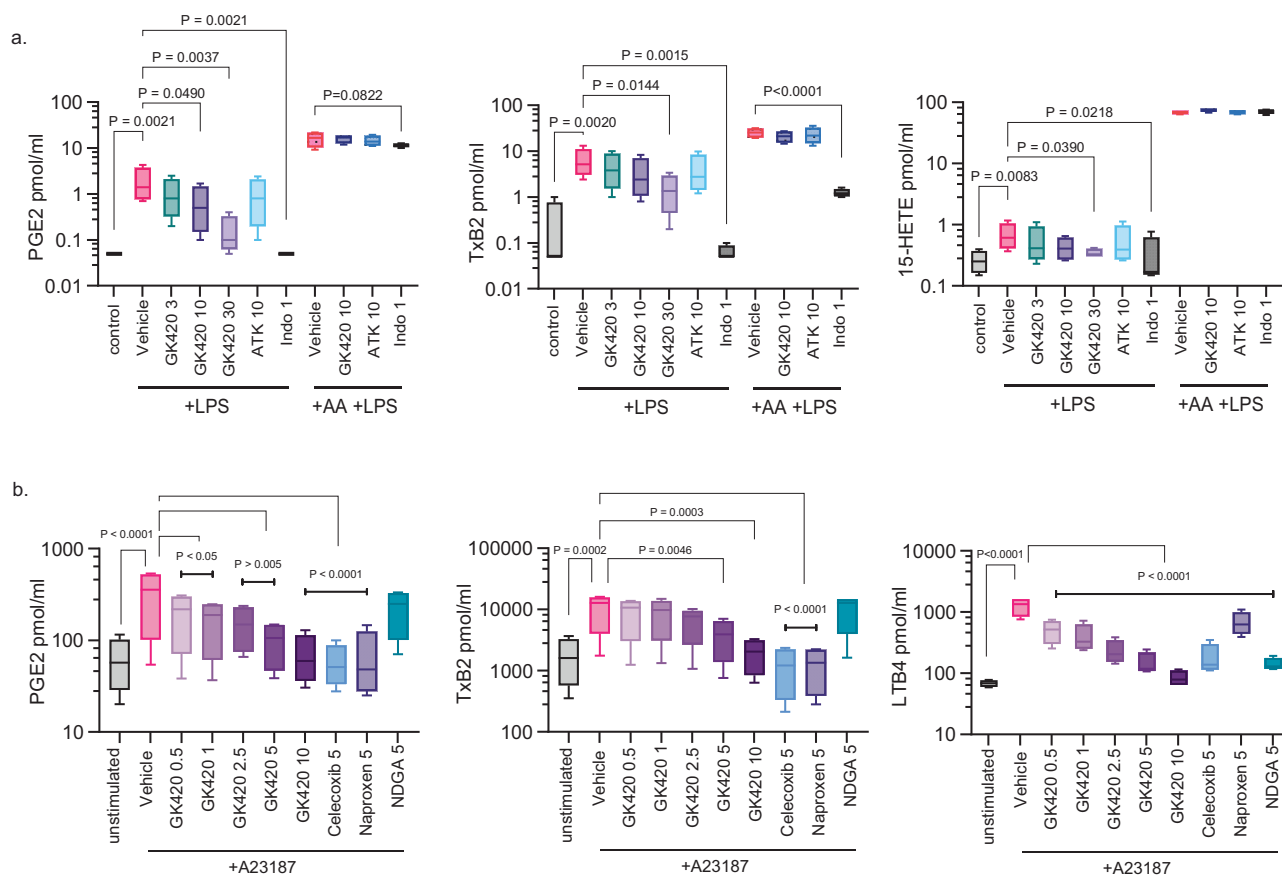 a.
P = 0.0021
P = 0.0037
P = 0.0490
P = 0.0021
P=0.0822
PGE2 pmol/ml
100
10
1
0.1
0.01
control
Vehicle
GK420 3
GK420 10
GK420 30
ATK 10
Indo 1
Vehicle
GK420 10
ATK 10
Indo 1
+LPS
+AA +LPS
P = 0.0015
P = 0.0144
P = 0.0020
P<0.0001
TxB2 pmol/ml
100
10
1
0.1
0.01
control
Vehicle
GK420 3
GK420 10
GK420 30
ATK 10
Indo 1
Vehicle
GK420 10
ATK 10
Indo 1
+LPS
+AA +LPS
P = 0.0218
P = 0.0390
P = 0.0083
15-HETE pmol/ml
100
10
1
0.1
control
Vehicle
GK420 3
GK420 10
GK420 30
ATK 10
Indo 1
Vehicle
GK420 10
ATK 10
Indo 1
+LPS
+AA +LPS
b.
P < 0.0001
P < 0.05
P > 0.005
P < 0.0001
PGE2 pmol/ml
1000
100
10
unstimulated
Vehicle
GK420 0.5
GK420 1
GK420 2.5
GK420 5
GK420 10
Celecoxib 5
Naproxen 5
NDGA 5
+A23187
P = 0.0003
P = 0.0002
P = 0.0046
P < 0.0001
TxB2 pmol/ml
100000
10000
1000
100
unstimulated
Vehicle
GK420 0.5
GK420 1
GK420 2.5
GK420 5
GK420 10
Celecoxib 5
Naproxen 5
NDGA 5
+A23187
P<0.0001
P < 0.0001
LTB4 pmol/ml
10000
1000
100
10
unstimulated
Vehicle
GK420 0.5
GK420 1
GK420 2.5
GK420 5
GK420 10
Celecoxib 5
Naproxen 5
NDGA 5
+A23187